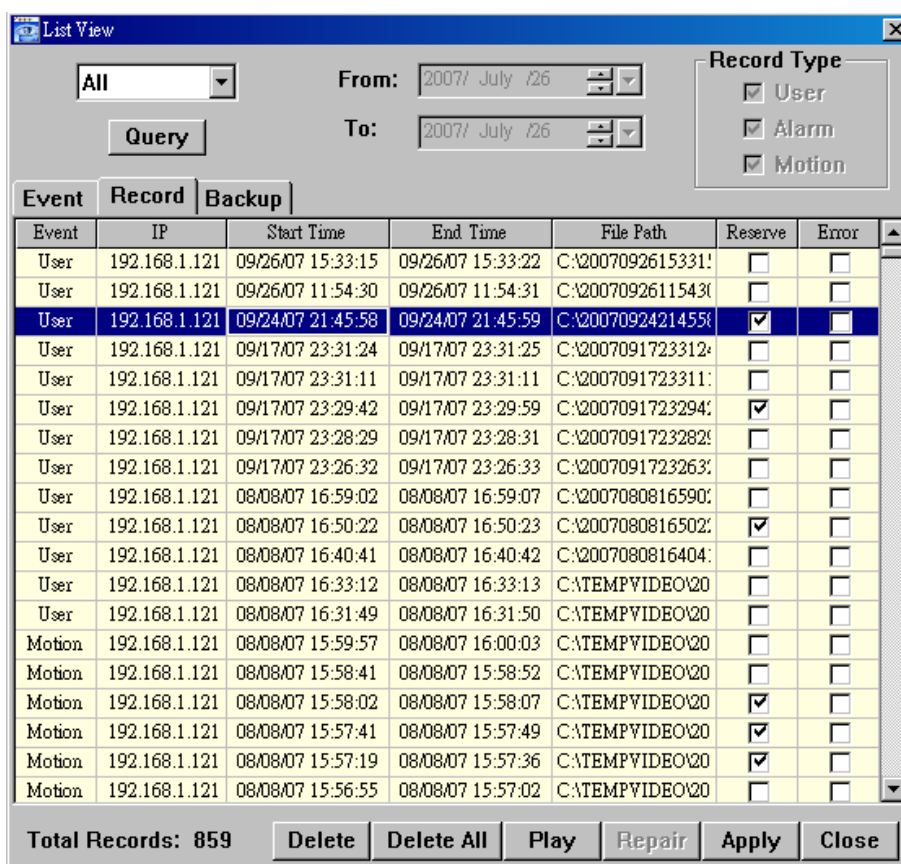 List View
All
From: 2007/ July /26
Record Type
User
Query
To: 2007/ July /26
Alarm
Motion
Event Record Backup
Event IP Start Time End Time File Path Reserve Error
User 192.168.1.121 09/26/07 15:33:15 09/26/07 15:33:22 C:\20070926153315
User 192.168.1.121 09/26/07 11:54:30 09/26/07 11:54:31 C:\20070926115430
User 192.168.1.121 09/24/07 21:45:58 09/24/07 21:45:59 C:\20070924214558
User 192.168.1.121 09/17/07 23:31:24 09/17/07 23:31:25 C:\20070917233124
User 192.168.1.121 09/17/07 23:31:11 09/17/07 23:31:11 C:\20070917233111
User 192.168.1.121 09/17/07 23:29:42 09/17/07 23:29:59 C:\20070917232942
User 192.168.1.121 09/17/07 23:28:29 09/17/07 23:28:31 C:\20070917232829
User 192.168.1.121 09/17/07 23:26:32 09/17/07 23:26:33 C:\20070917232632
User 192.168.1.121 08/08/07 16:59:02 08/08/07 16:59:07 C:\20070808165902
User 192.168.1.121 08/08/07 16:50:22 08/08/07 16:50:23 C:\20070808165022
User 192.168.1.121 08/08/07 16:40:41 08/08/07 16:40:42 C:\2007080816404
User 192.168.1.121 08/08/07 16:33:12 08/08/07 16:33:13 C:\TEMPVIDEO\20
User 192.168.1.121 08/08/07 16:31:49 08/08/07 16:31:50 C:\TEMPVIDEO\20
Motion 192.168.1.121 08/08/07 15:59:57 08/08/07 16:00:03 C:\TEMPVIDEO\20
Motion 192.168.1.121 08/08/07 15:58:41 08/08/07 15:58:52 C:\TEMPVIDEO\20
Motion 192.168.1.121 08/08/07 15:58:02 08/08/07 15:58:07 C:\TEMPVIDEO\20
Motion 192.168.1.121 08/08/07 15:57:41 08/08/07 15:57:49 C:\TEMPVIDEO\20
Motion 192.168.1.121 08/08/07 15:57:19 08/08/07 15:57:36 C:\TEMPVIDEO\20
Motion 192.168.1.121 08/08/07 15:56:55 08/08/07 15:57:02 C:\TEMPVIDEO\20
Total Records: 859 Delete Delete All Play Repair Apply Close